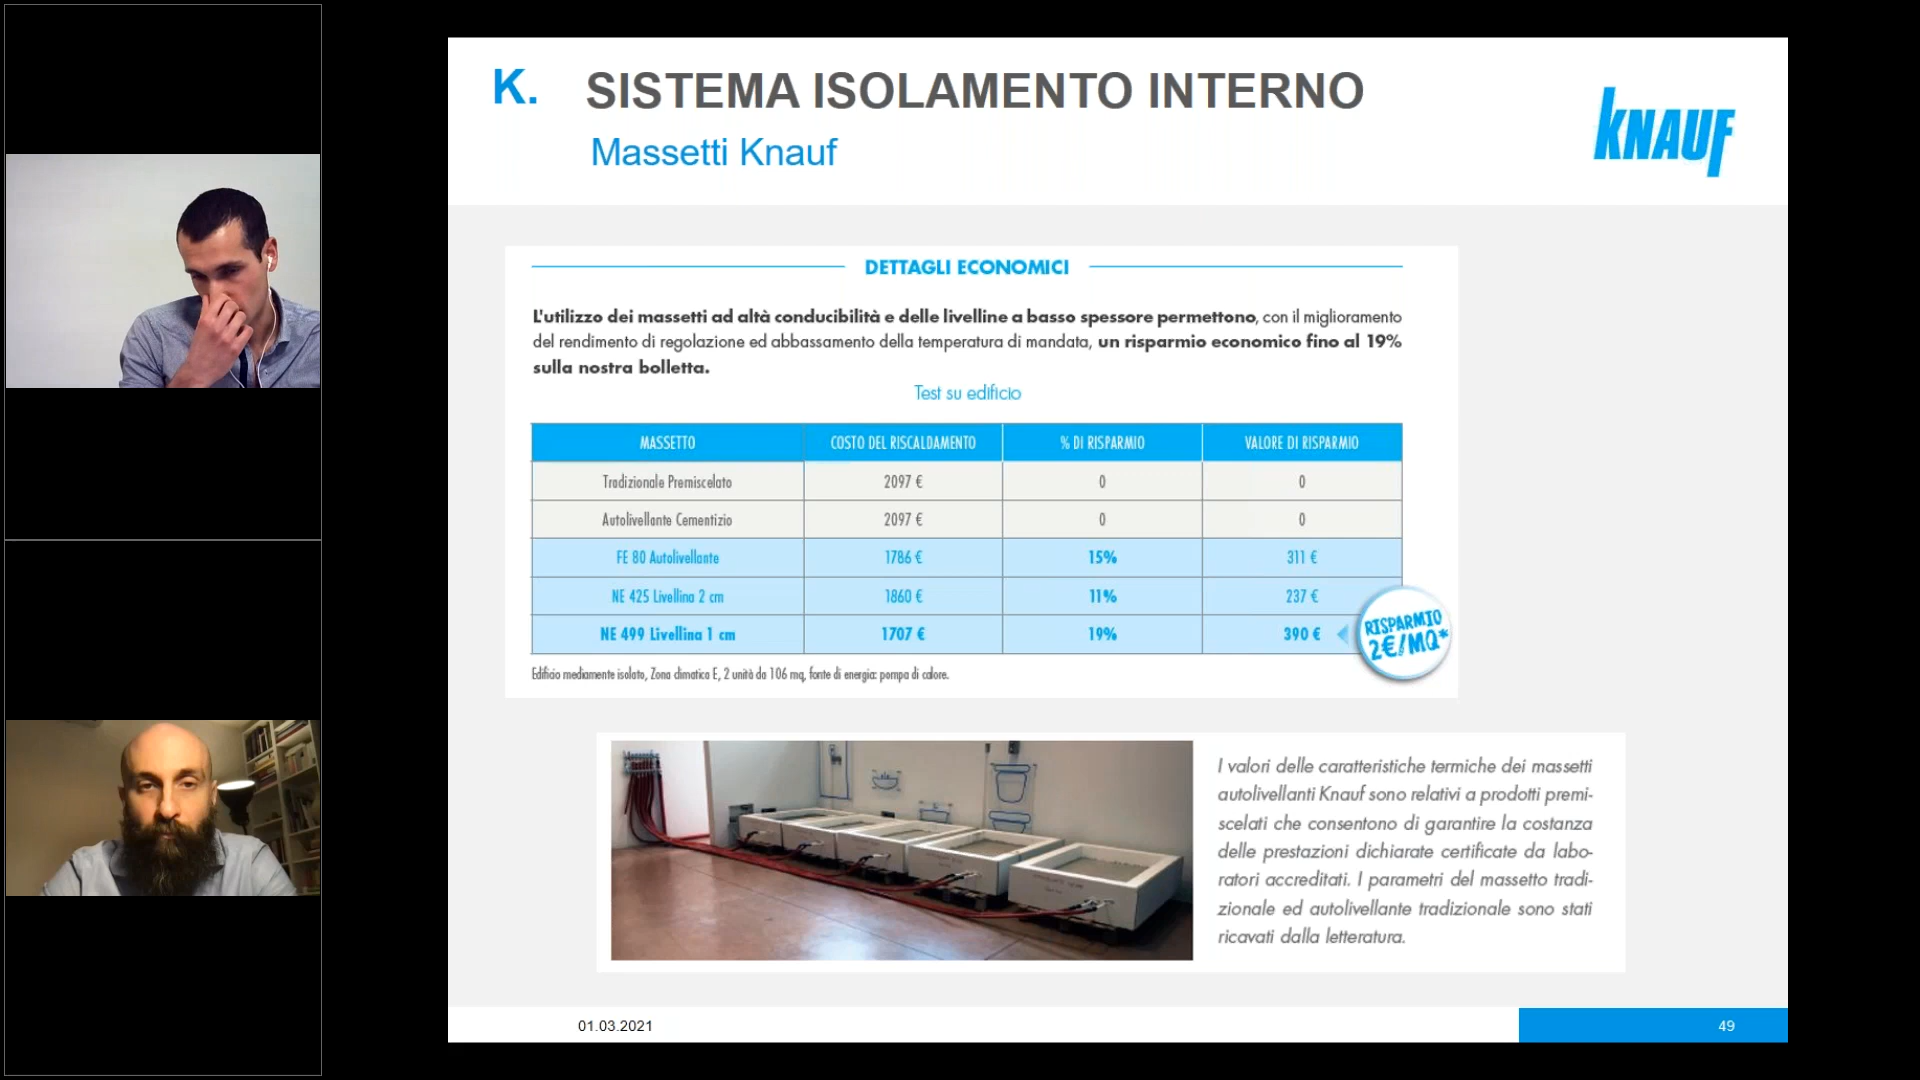 K. SISTEMA ISOLAMENTO INTERNO
Massetti Knauf
KNAUF
DETTAGLI ECONOMICI
L'utilizzo dei massetti ad altà conducibilità e delle livelline a basso spessore permettono, con il miglioramento
del rendimento di regolazione ed abbassamento della temperatura di mandata, un risparmio economico fino al 19%
sulla nostra bolletta.
Test su edificio
MASSETTO COSTO DEL RISCALDAMENTO % DI RISPARMIO VALORE DI RISPARMIO
Tradizionale Premiscelato 2097 € 0 0
Autolivellante Cementizio 2097 € 0 0
FE 80 Autolivellante 1786 € 15% 311 €
NE 425 Livellina 2 cm 1860 € 11% 237 €
NE 499 Livellina 1 cm 1707 € 19% 390 €
RISPARMIO
2€/MQ*
Edificio mediamente isolato, Zona climatica E, 2 unità da 106 mq, fonte di energia: pompa di calore.
I valori delle caratteristiche termiche dei massetti
autolivellanti Knauf sono relativi a prodotti premi-
scelati che consentono di garantire la costanza
delle prestazioni dichiarate certificate da labo-
ratori accreditati. I parametri del massetto tradi-
zionale ed autolivellante tradizionale sono stati
ricavati dalla letteratura.
01.03.2021
49